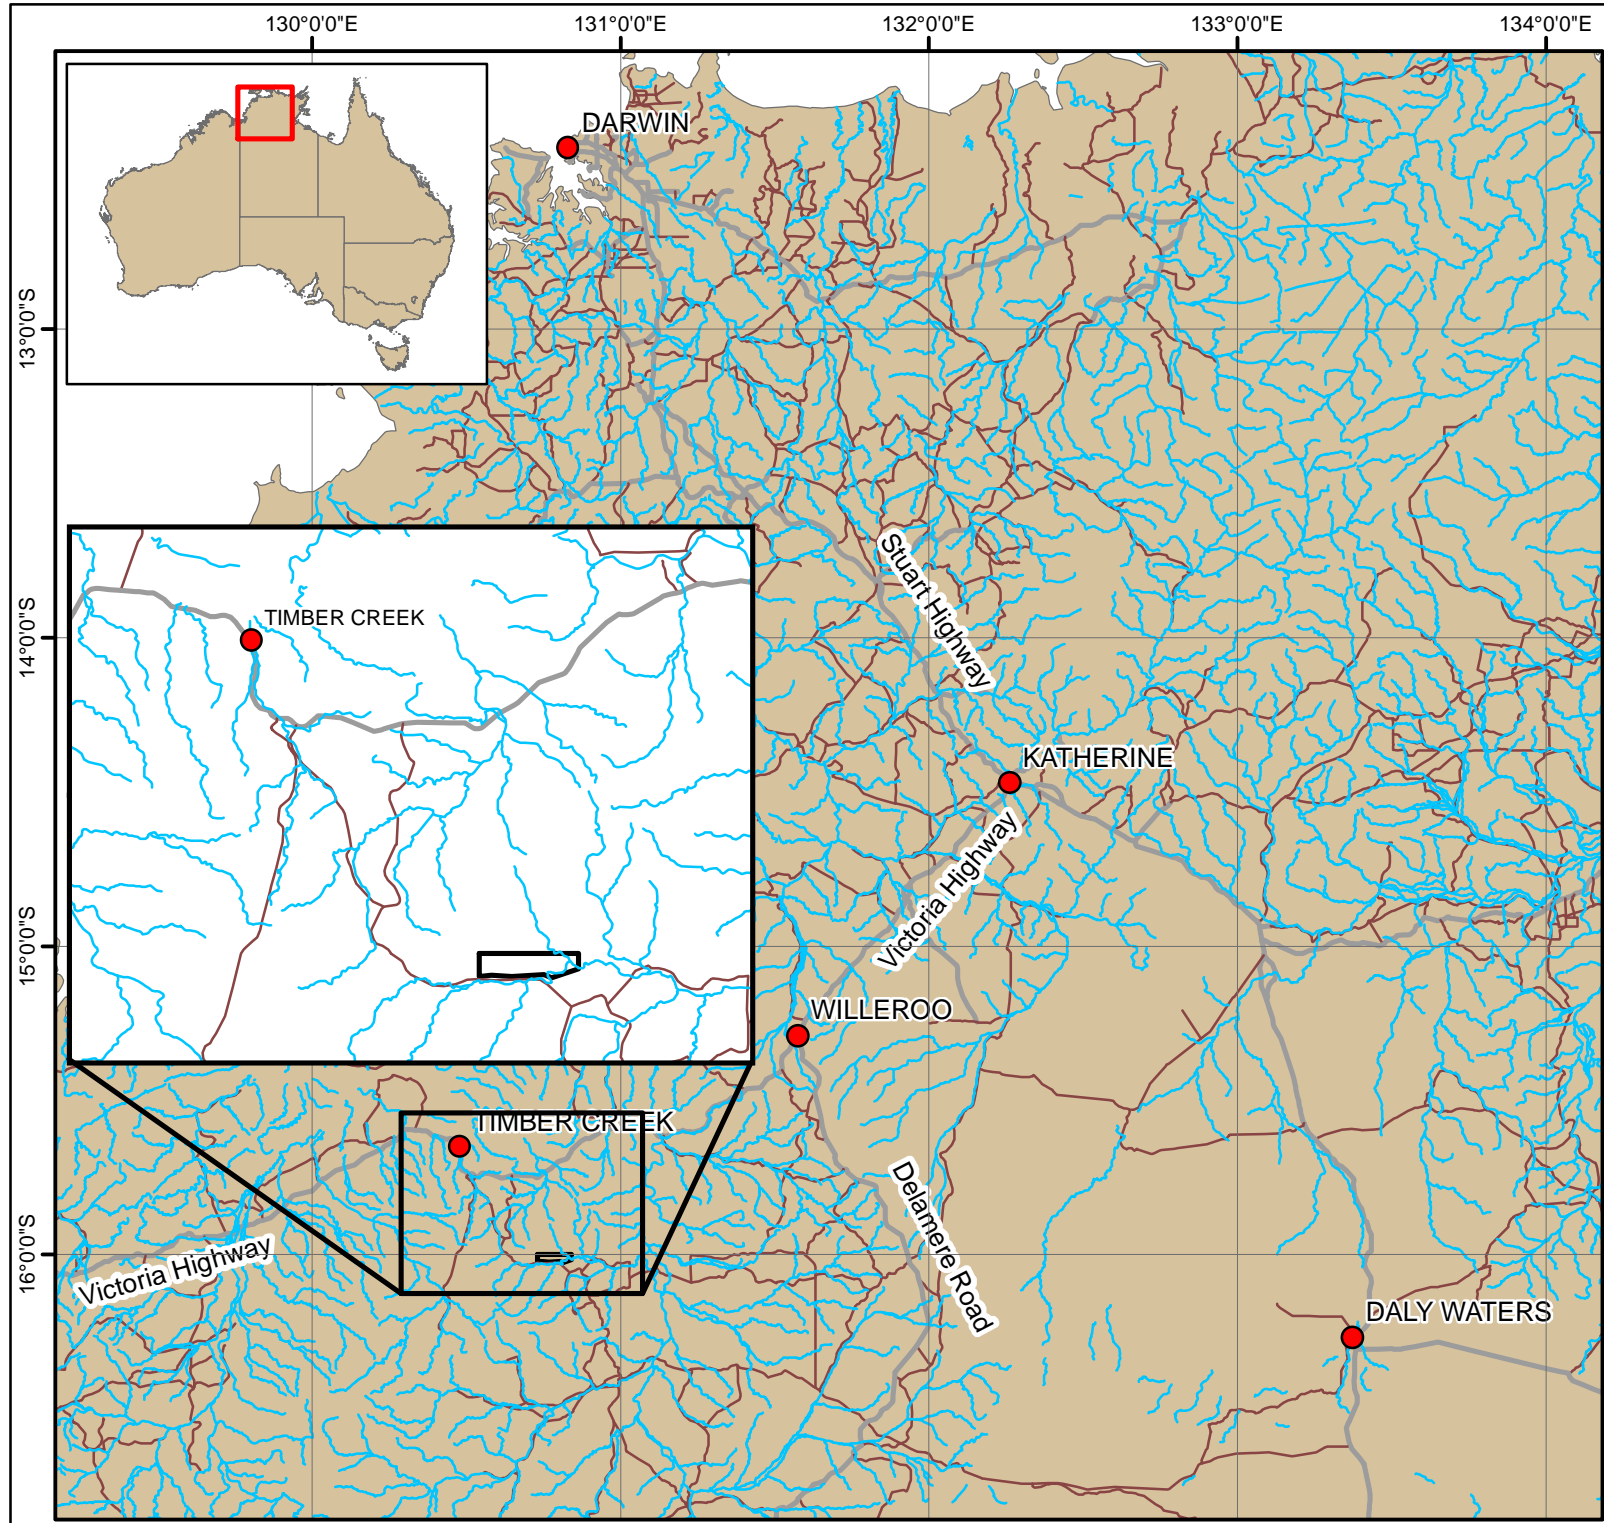 130°0'0"E
131°0'0"E
132°0'0"E
133°0'0"E
134°0'0"E
DARWIN
13°0'0"S
Stuart Highway
TIMBER CREEK
14°0'0"S
KATHERINE
Victoria Highway
15°0'0"S
WILLEROO
TIMBER CREEK
Delamere Road
16°0'0"S
Victoria Highway
DALY WATERS